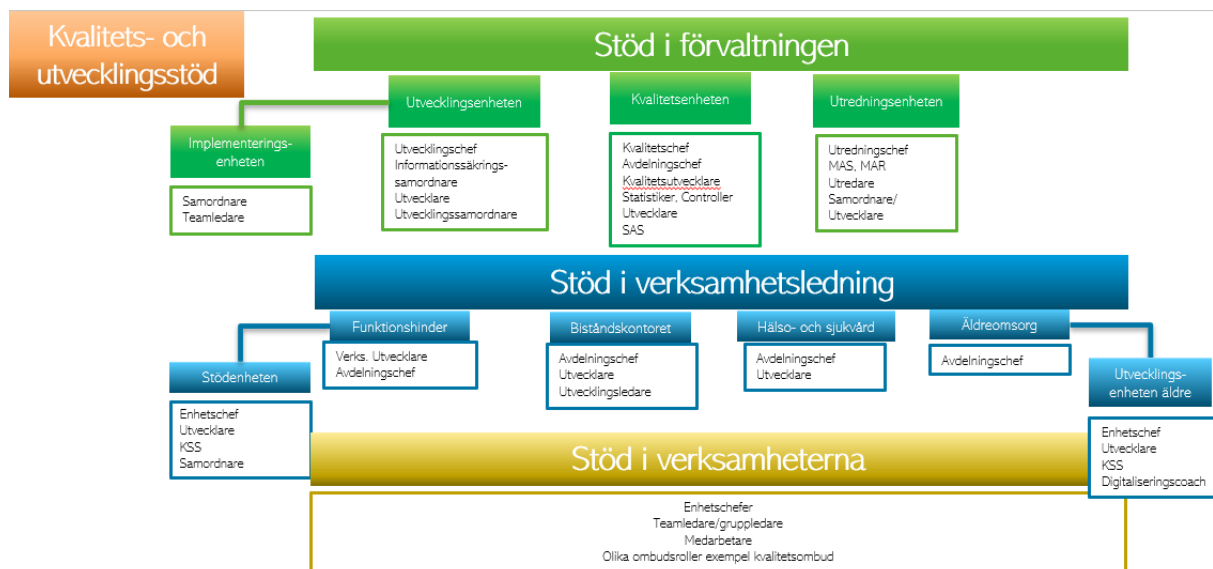 Kvalitets- och
utvecklingsstöd
Stöd i förvaltningen
Implementerings-
enheten
Samordnare
Teamledare
Utvecklingsenheten
Utvecklingschef
Informationssäkrings-
samordnare
Utvecklare
Utvecklingssamordnare
Kvalitetsenheten
Kvalitetschef
Avdelningschef
Kvalitetsutvecklare
Statistiker, Controller
Utvecklare
SAS
Utredningsenheten
Utredningschef
MAS, MAR
Utredare
Samordnare/
Utvecklare
Stöd i verksamhetsledning
Stödenheten
Enhetschef
Utvecklare
KSS
Samordnare
Funktionshinder
Verks. Utvecklare
Avdelningschef
Biståndskontoret
Avdelningschef
Utvecklare
Utvecklingsledare
Hälso- och sjukvård
Avdelningschef
Utvecklare
Äldreomsorg
Avdelningschef
Utvecklings-
enheten äldre
Enhetschef
Utvecklare
KSS
Digitaliseringscoach
Stöd i verksamheterna
Enhetschefer
Teamledare/gruppledare
Medarbetare
Olika ombudsroller exempel kvalitetsombud